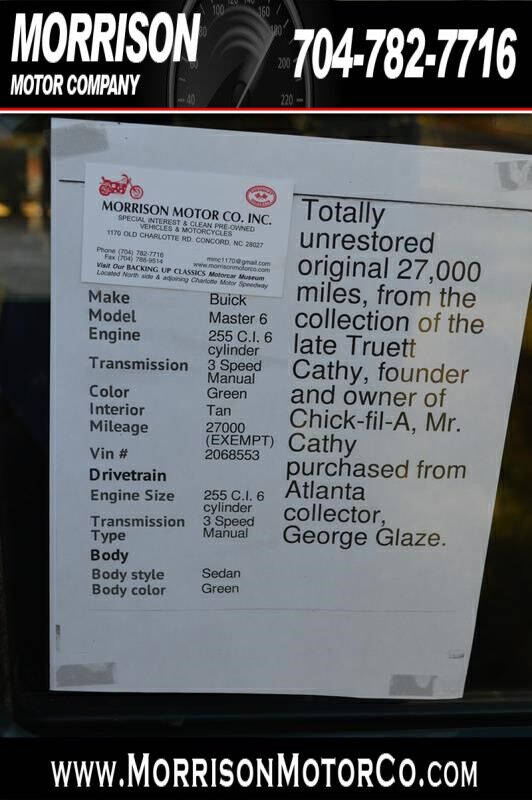 MORRISON
MOTOR COMPANY
704-782-7716
MORRISON MOTOR CO. INC.
SPECIAL INTEREST & CLEAN PRE-OWNED
VEHICLES & MOTORCYCLES
1170 OLD CHARLOTTE RD. CONCORD, NC 28027
Phone (704) 782-7716
Fax (704) 788-9514
mmc1170@gmail.com
www.morrisonmotorco.com
Visit Our BACKING UP CLASSICS Motorcar Museum
Located North side & adjoining Charlotte Motor Speedway
Make Buick
Model Master 6
Engine 255 C.I. 6
cylinder
Transmission 3 Speed
Manual
Color Green
Interior Tan
Mileage 27000
(EXEMPT)
Vin # 2068553
Drivetrain
Engine Size 255 C.I. 6
cylinder
Transmission 3 Speed
Type Manual
Body
Body style Sedan
Body color Green
Totally
unrestored
original 27,000
miles, from the
collection of the
late Truett
Cathy, founder
and owner of
Chick-fil-A, Mr.
Cathy
purchased from
Atlanta
collector,
George Glaze.
WWW.MORRISONMOTORCO.COM